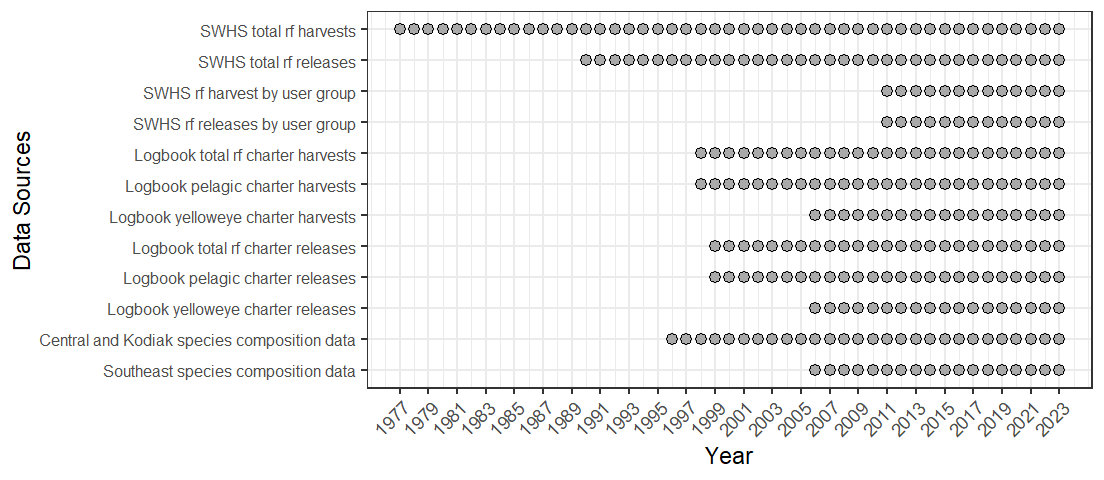 Data Sources
SWHS total rf harvests
SWHS total rf releases
SWHS rf harvest by user group
SWHS rf releases by user group
Logbook total rf charter harvests
Logbook pelagic charter harvests
Logbook yelloweye charter harvests
Logbook total rf charter releases
Logbook pelagic charter releases
Logbook yelloweye charter releases
Central and Kodiak species composition data
Southeast species composition data
1977 1979 1981 1983 1985 1987 1989 1991 1993 1995 1997 1999 2001 2003 2005 2007 2009 2011 2013 2015 2017 2019 2021 2023
Year